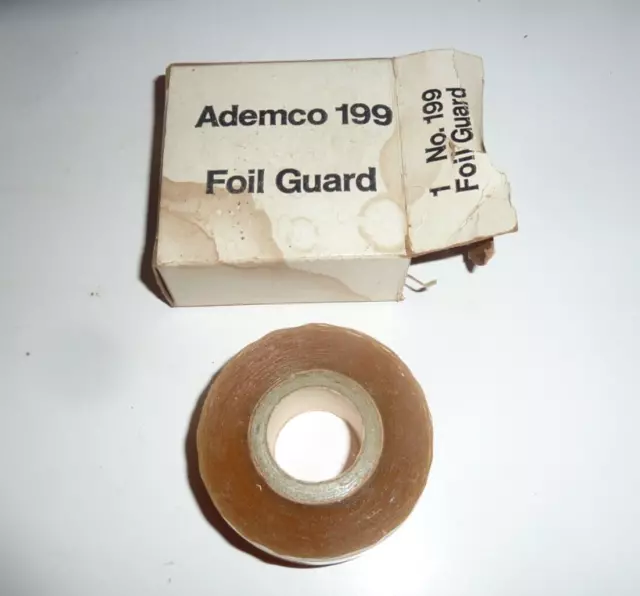 Ademco 199
Foil Guard
1 No. 199
Foil Guard